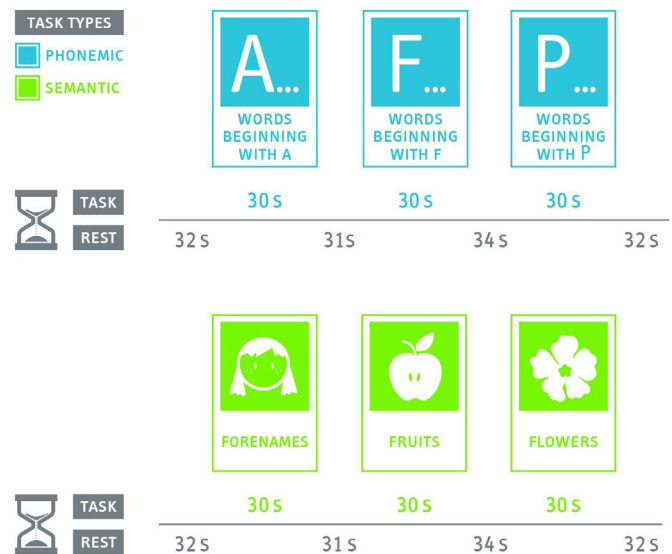 TASK TYPES
PHONEMIC
SEMANTIC
A...
F...
P...
WORDS
BEGINNING
WITH A
WORDS
BEGINNING
WITH F
WORDS
BEGINNING
WITH P
TASK
30 s 30 s 30 s
REST
32 s 31s 34 s 32 s
FORENAMES
FRUITS
FLOWERS
TASK
30 s 30 s 30 s
REST
32 s 31 s 34 s 32 s